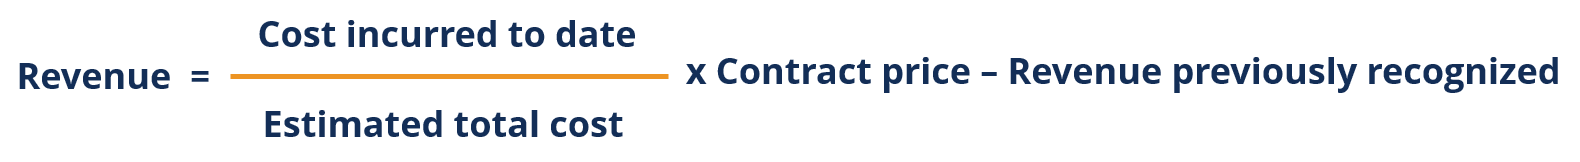 Cost incurred to date
Revenue = x Contract price – Revenue previously recognized
Estimated total cost